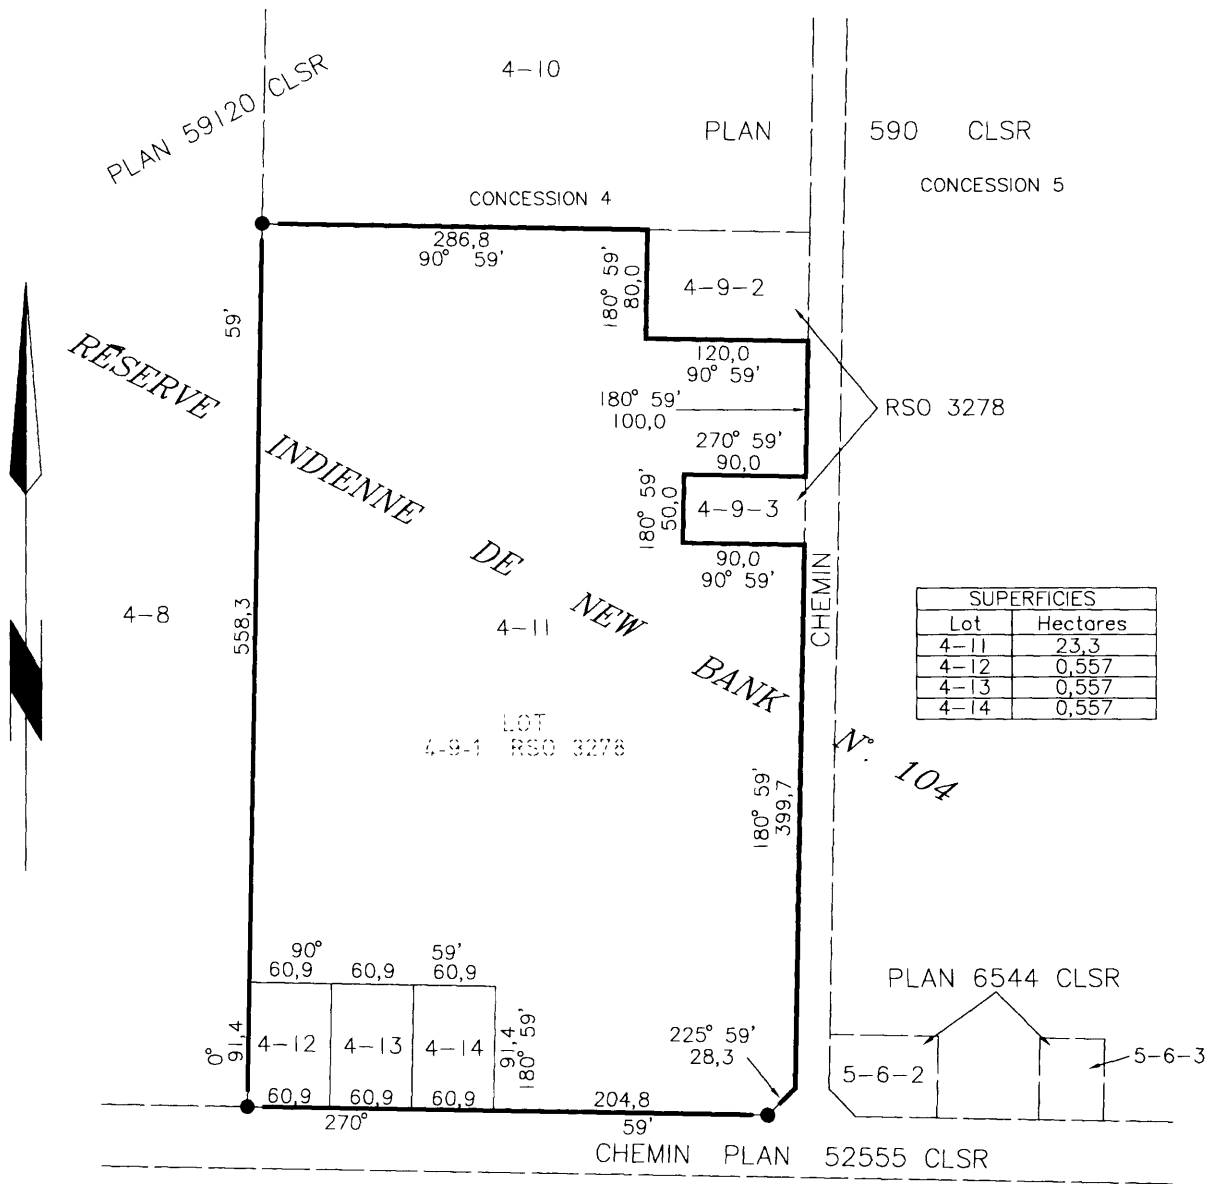 4-10
PLAN 59120 CLSR
PLAN 590 CLSR
CONCESSION 5
CONCESSION 4
286,8
90° 59'
180° 59'
80,0
4-9-2
59'
120,0
90° 59'
180° 59'
100,0
RSO 3278
270° 59'
90,0
180° 59'
50,0
4-9-3
90,0
90° 59'
RÉSERVE INDIENNE DE NEW BANK N°. 104
CHEMIN
4-8
558,3
4-11
SUPERFICIES
Lot Hectares
4-11 23,3
4-12 0,557
4-13 0,557
4-14 0,557
LOT
4-9-1 RSO 3278
180° 59'
399,7
90° 59'
60,9 60,9 60,9
0°
91,4
4-12 4-13 4-14
91,4
180° 59'
225° 59'
28,3
PLAN 6544 CLSR
5-6-2
5-6-3
60,9 60,9 60,9 204,8
270° 59'
CHEMIN PLAN 52555 CLSR
N